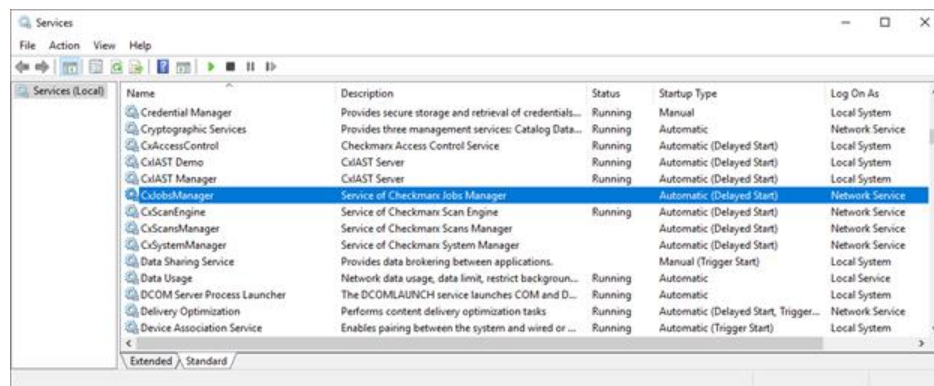 Services
File Action View Help
Services (Local)
Name Description Status Startup Type Log On As
Credential Manager Provides secure storage and retrieval of credentials... Running Manual Local System
Cryptographic Services Provides three management services: Catalog Data... Running Automatic Network Service
CxAccessControl Checkmarx Access Control Service Running Automatic (Delayed Start) Local System
CxIAST Demo CxIAST Server Running Automatic (Delayed Start) Local System
CxIAST Manager CxIAST Server Running Automatic (Delayed Start) Local System
CxJobsManager Service of Checkmarx Jobs Manager Automatic (Delayed Start) Network Service
CxScanEngine Service of Checkmarx Scan Engine Running Automatic (Delayed Start) Network Service
CxScansManager Service of Checkmarx Scans Manager Automatic (Delayed Start) Network Service
CxSystemManager Service of Checkmarx System Manager Automatic (Delayed Start) Network Service
Data Sharing Service Provides data brokering between applications. Manual (Trigger Start) Local System
Data Usage Network data usage, data limit, restrict backgroun... Running Automatic Local Service
DCOM Server Process Launcher The DCOMLAUNCH service launches COM and D... Running Automatic Local System
Delivery Optimization Performs content delivery optimization tasks Running Automatic (Delayed Start, Trigger... Network Service
Device Association Service Enables pairing between the system and wired or ... Running Automatic (Trigger Start) Local System
Extended Standard